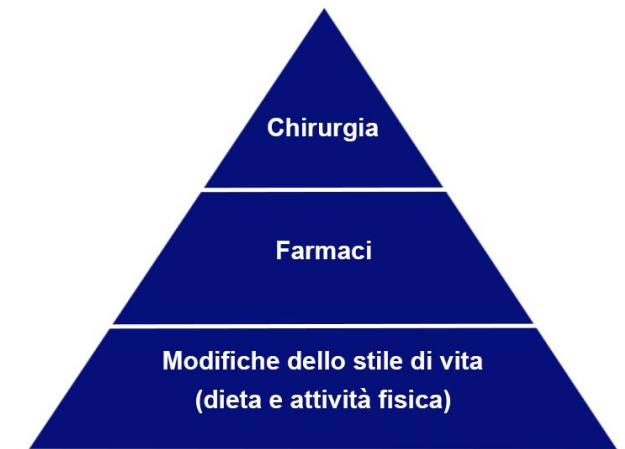 Chirurgia
Farmaci
Modifiche dello stile di vita
(dieta e attività fisica)